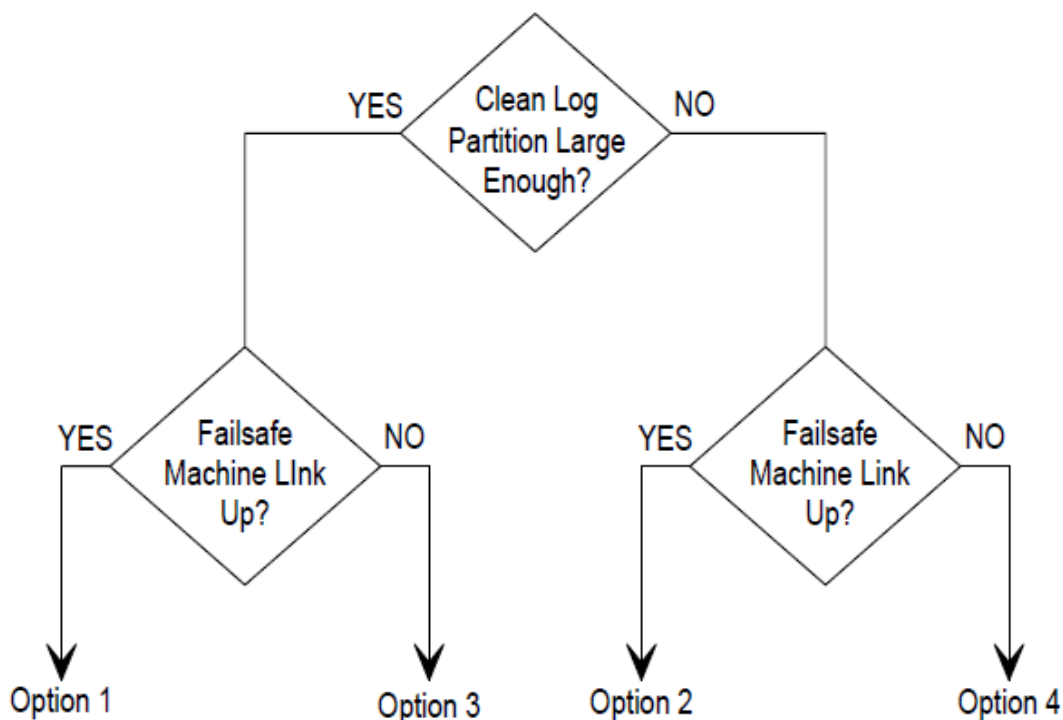 YES
Clean Log
Partition Large
Enough?
NO
YES
Failsafe
Machine LInk
Up?
NO
YES
Failsafe
Machine Link
Up?
NO
Option 1
Option 3
Option 2
Option 4